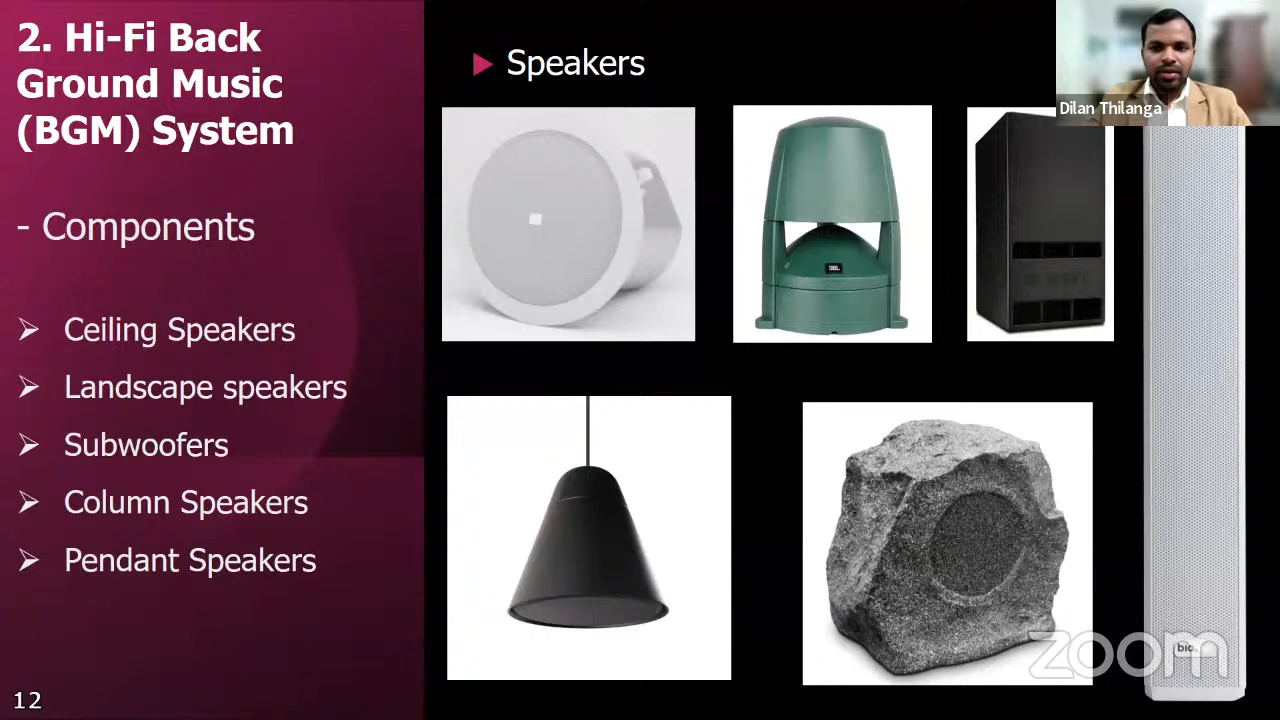 2. Hi-Fi Back
Ground Music
(BGM) System
- Components
Ceiling Speakers
Landscape speakers
Subwoofers
Column Speakers
Pendant Speakers
12
Speakers
JBL
Dilan Thilanga
zoom